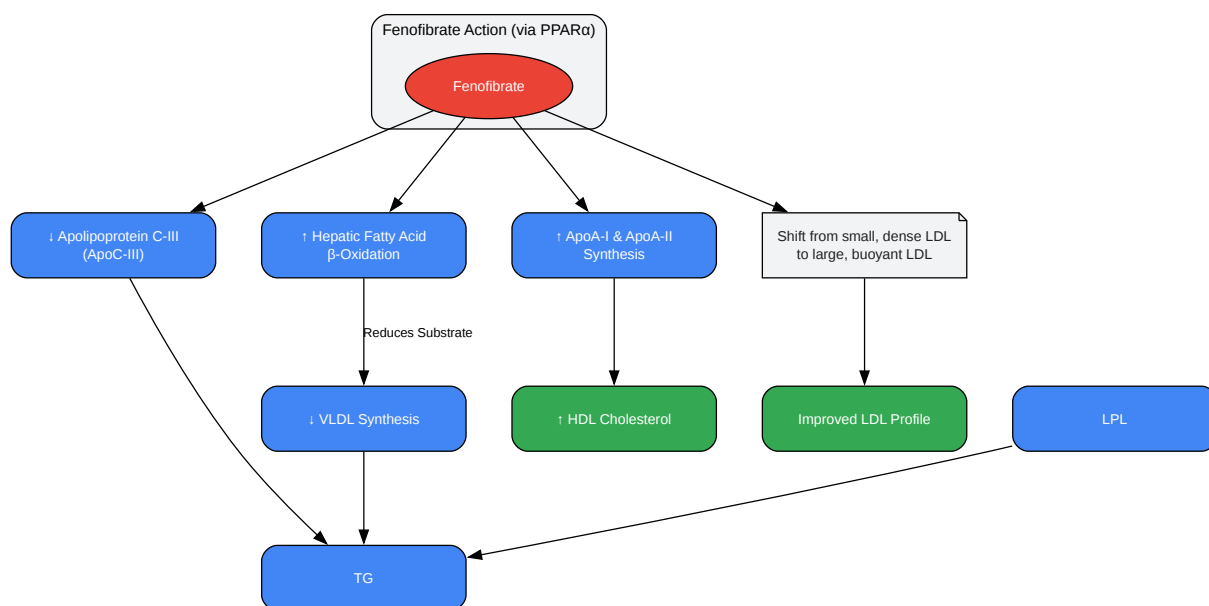 Fenofibrate Action (via PPARα)
Fenofibrate
↓ Apolipoprotein C-III
(ApoC-III)
↑ Hepatic Fatty Acid
β-Oxidation
↑ ApoA-I & ApoA-II
Synthesis
Shift from small, dense LDL
to large, buoyant LDL
Reduces Substrate
↓ VLDL Synthesis
↑ HDL Cholesterol
Improved LDL Profile
LPL
TG